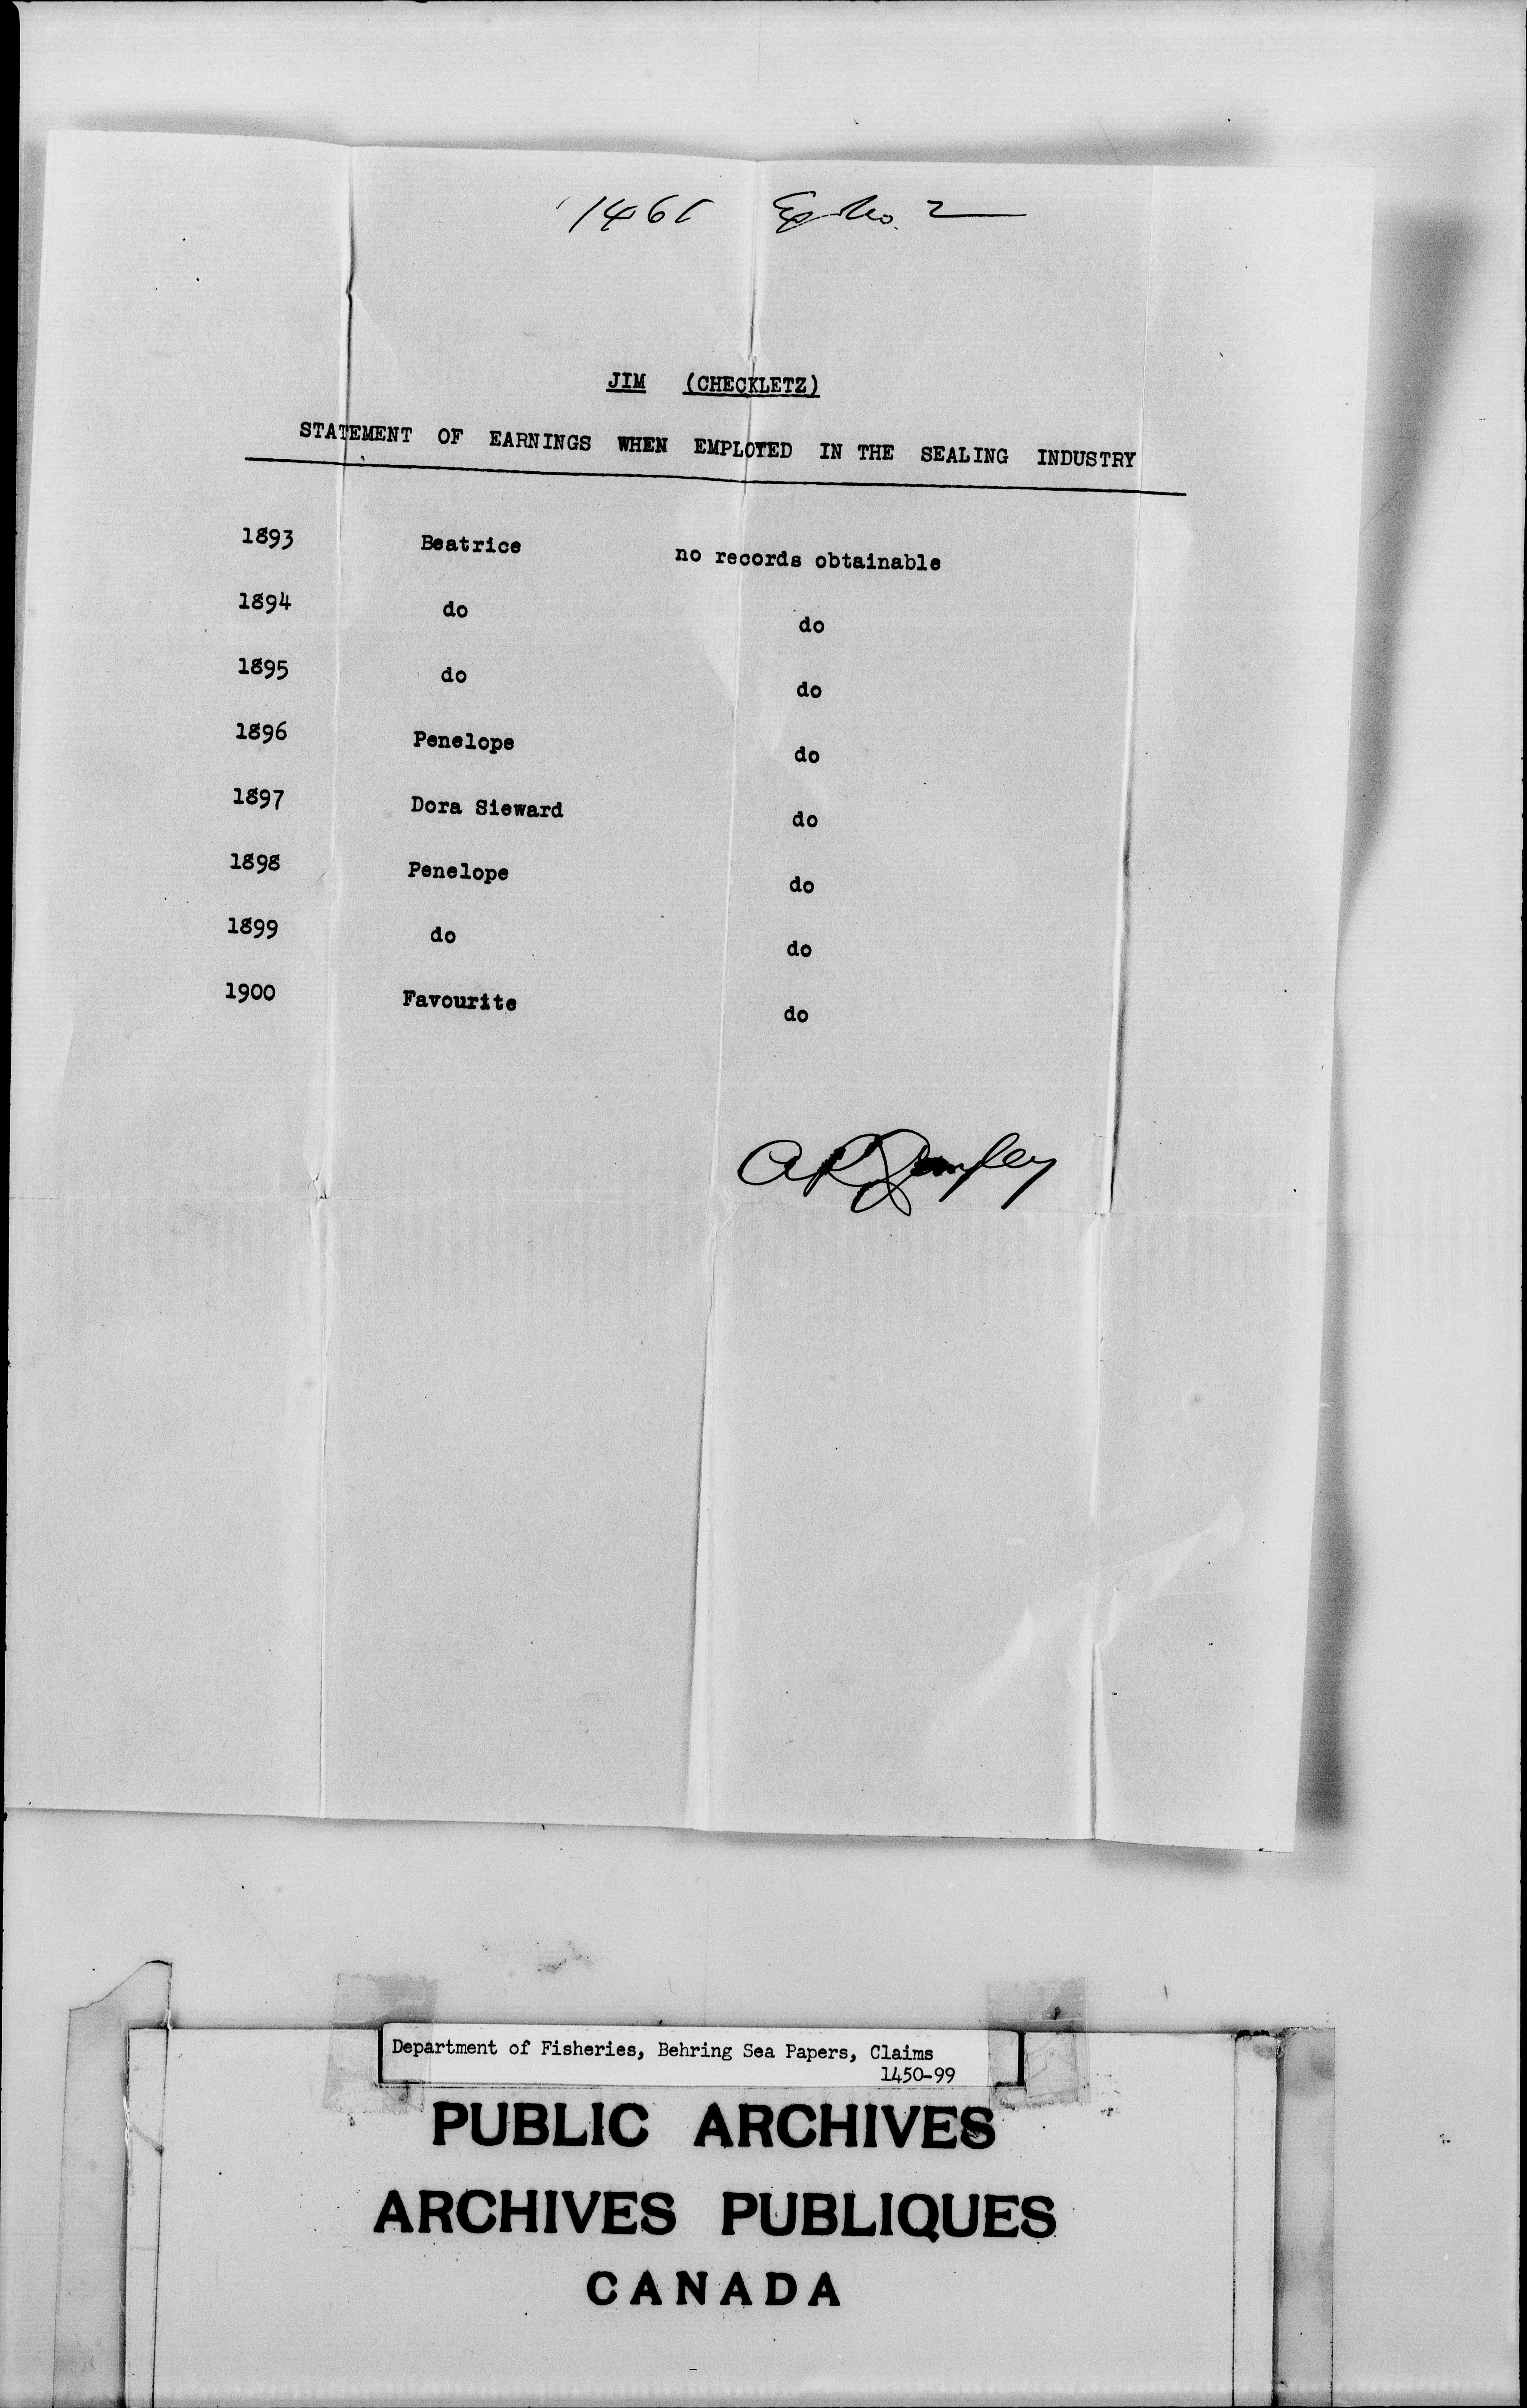 1461 Ex No. 2
JIM (CHECKLETZ)
STATEMENT OF EARNINGS WHEN EMPLOYED IN THE SEALING INDUSTRY
1893 Beatrice no records obtainable
1894 do do
1895 do do
1896 Penelope do
1897 Dora Sieward do
1898 Penelope do
1899 do do
1900 Favourite do
Department of Fisheries, Behring Sea Papers, Claims
1450-99
PUBLIC ARCHIVES
ARCHIVES PUBLIQUES
CANADA